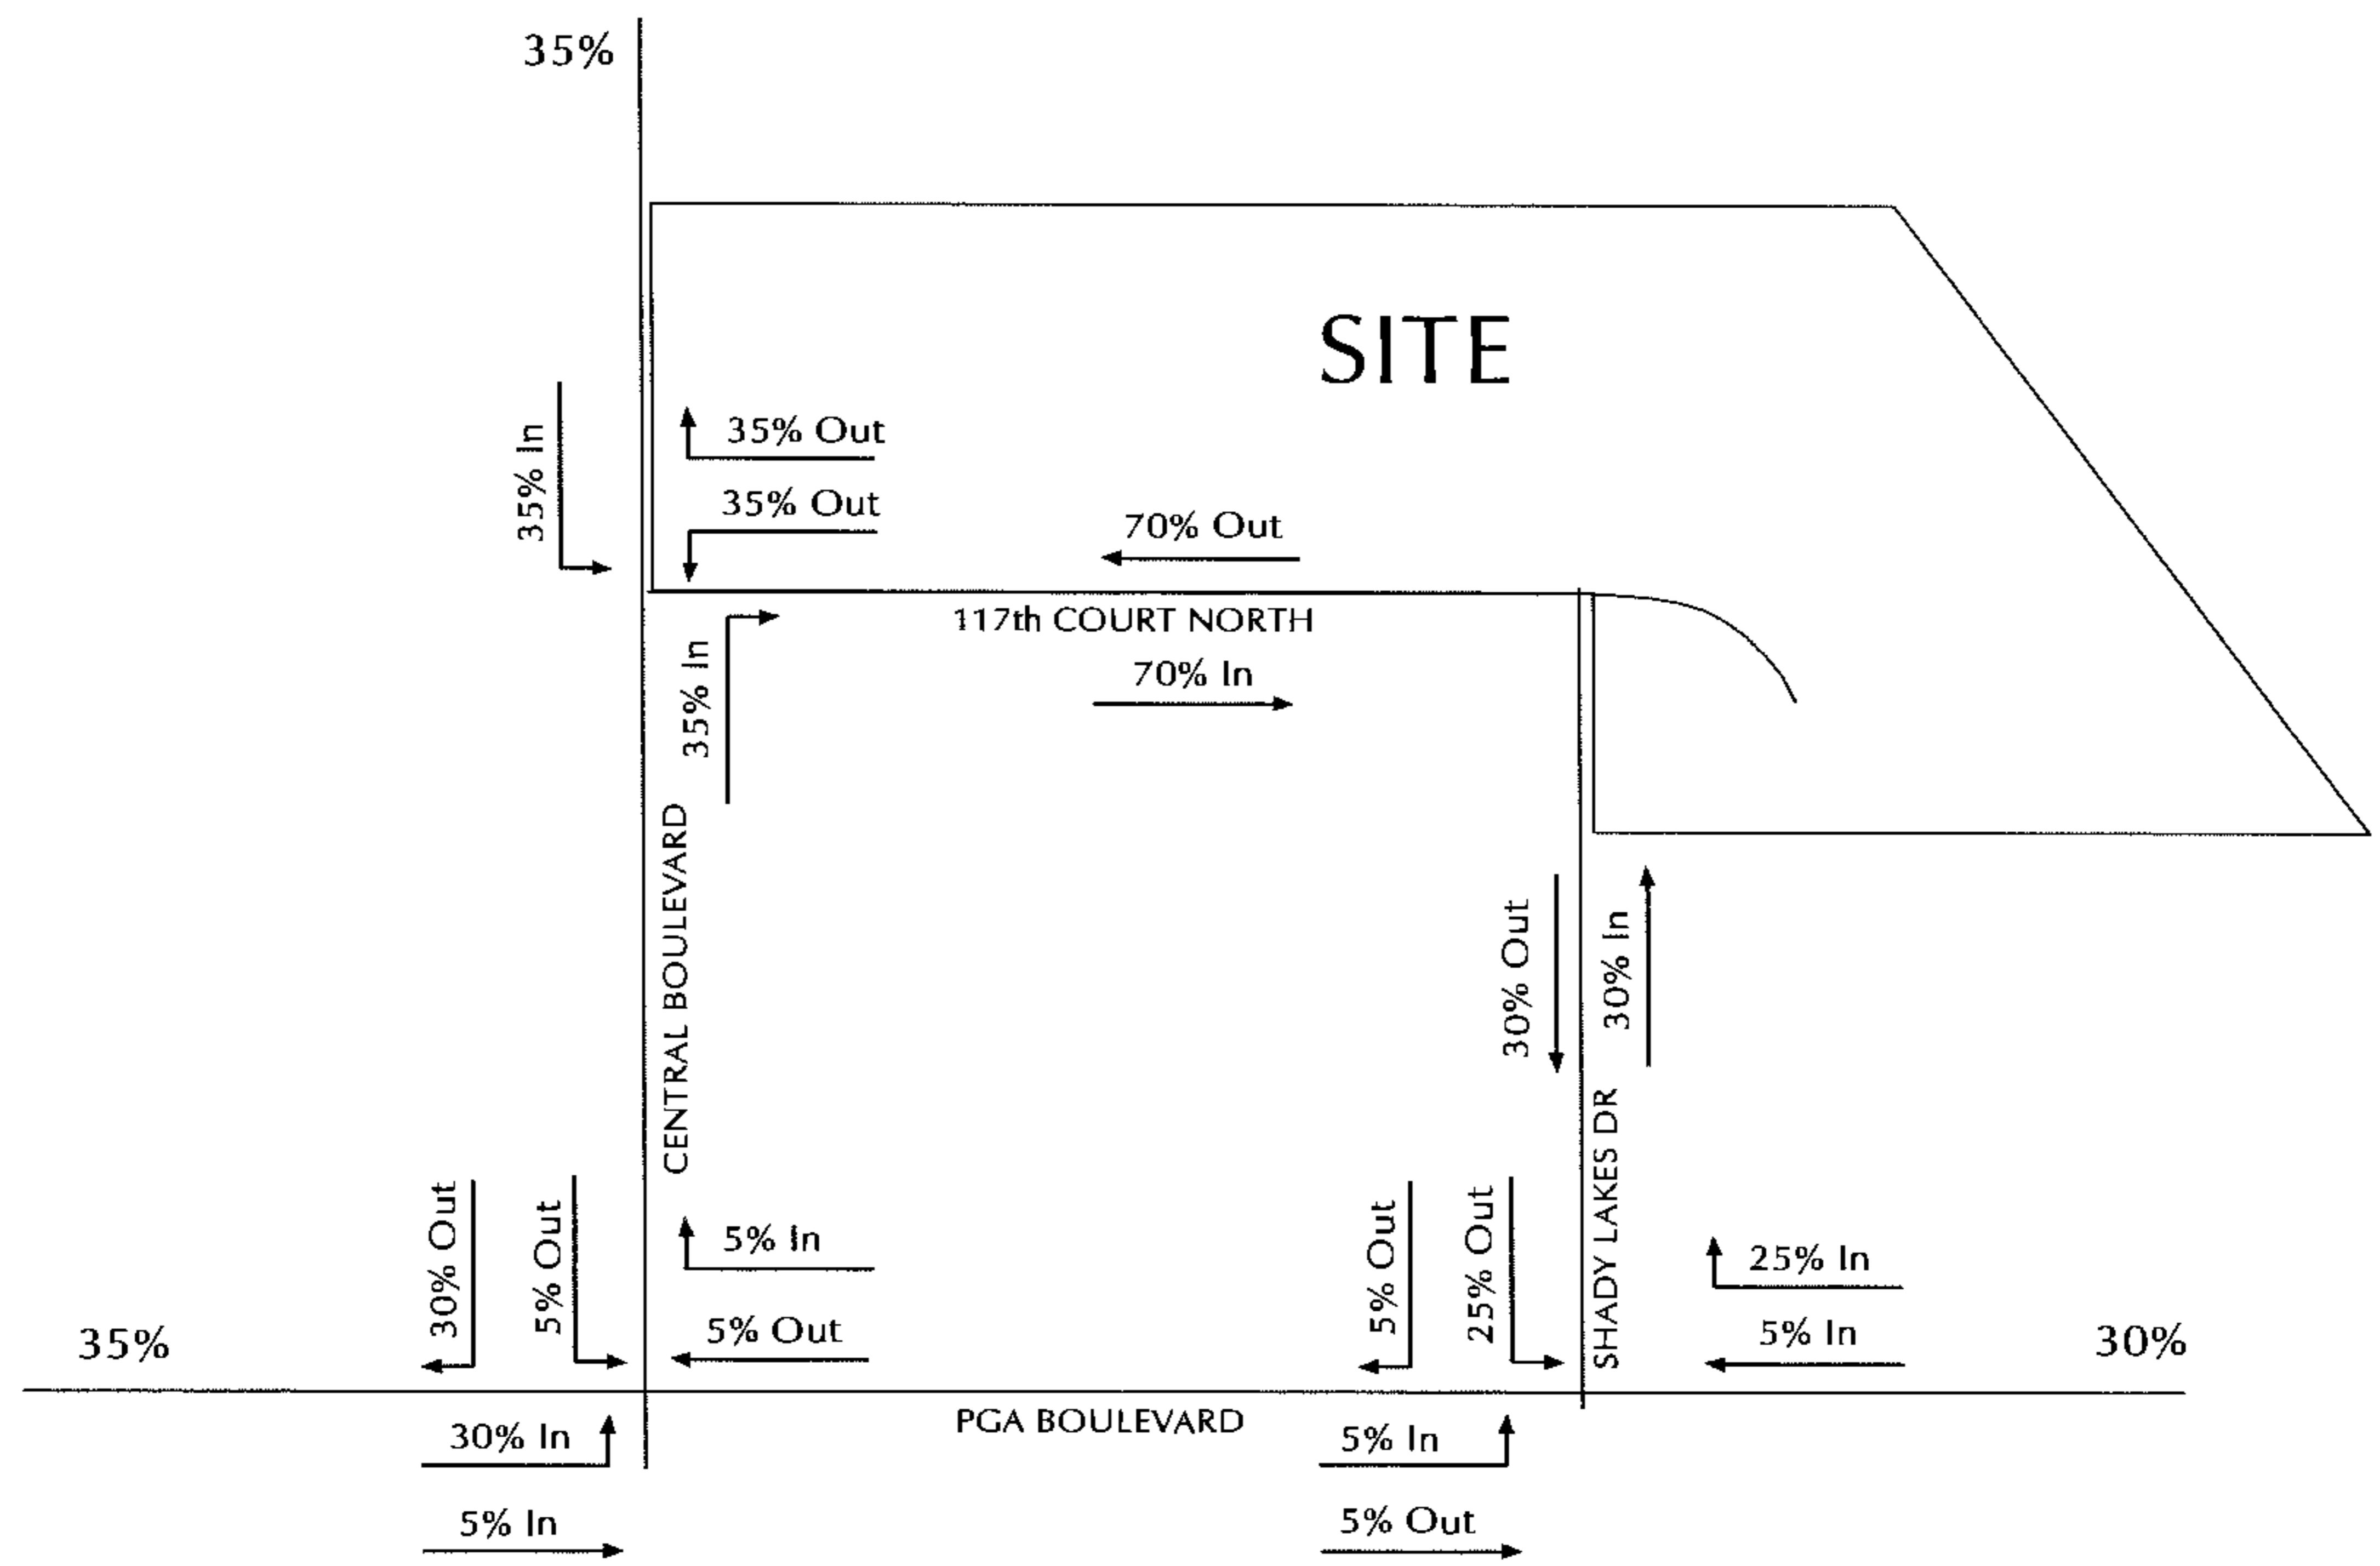 35%
SITE
35% In
35% Out
35% Out
70% Out
117th COURT NORTH
35% In
70% In
CENTRAL BOULEVARD
30% Out
30% In
SHADY LAKES DR
30% Out
5% Out
5% In
5% Out
5% Out
25% Out
25% In
5% In
35%
30%
PGA BOULEVARD
30% In
5% In
5% In
5% Out